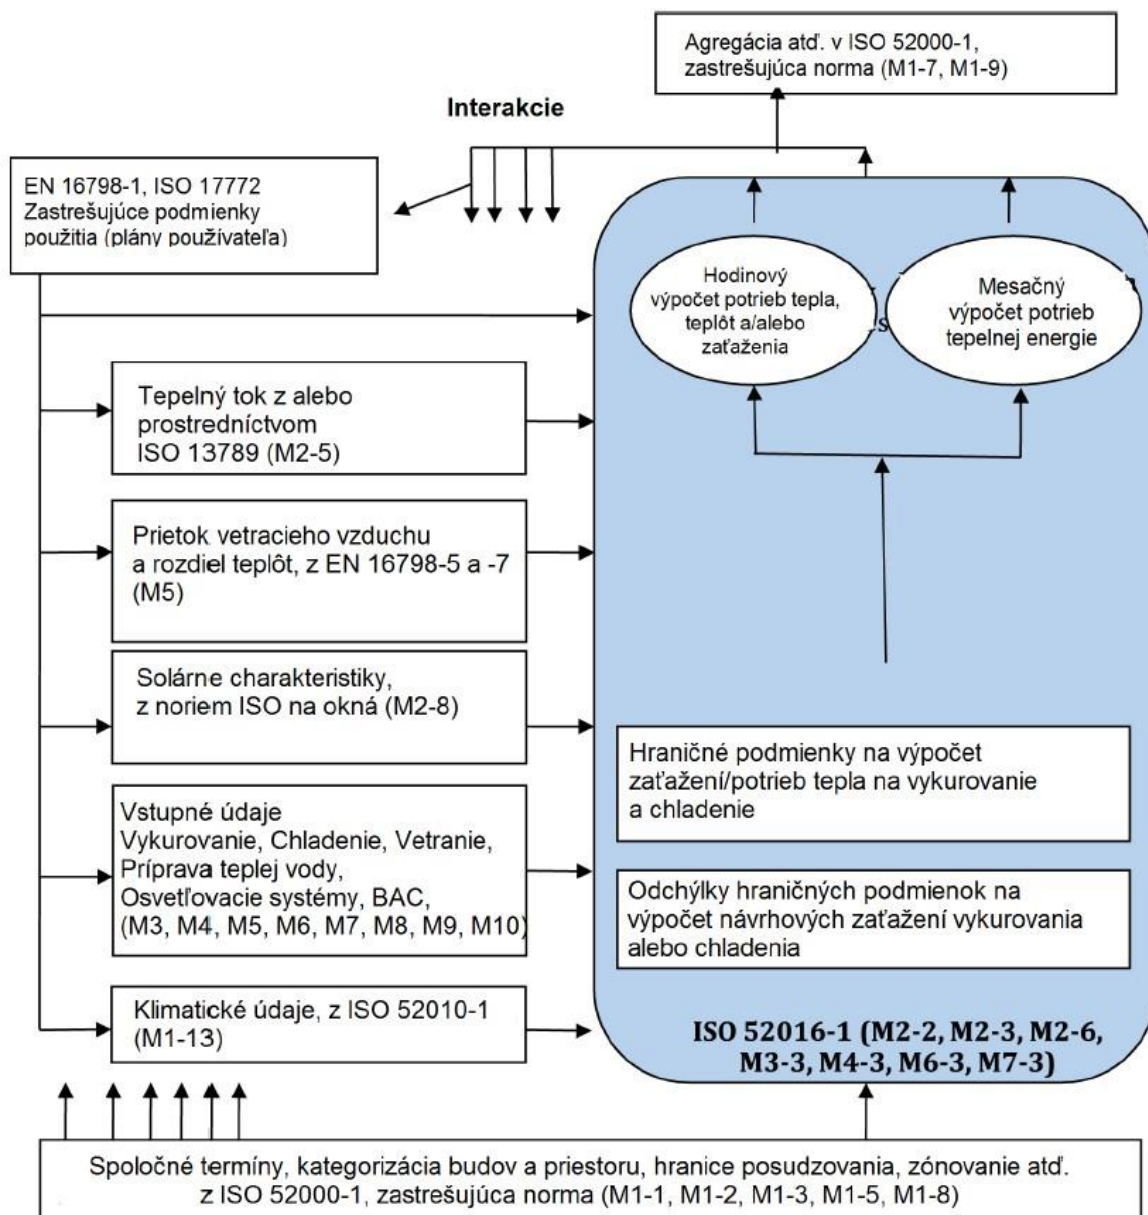 Agregácia atď. v ISO 52000-1,
zastrešujúca norma (M1-7, M1-9)
Interakcie
EN 16798-1, ISO 17772
Zastrešujúce podmienky
použitia (plány používateľa)
Hodinový
výpočet potrieb tepla,
teplôt a/alebo
zaťaženia
Mesačný
výpočet potrieb
tepelnej energie
Tepelný tok z alebo
prostredníctvom
ISO 13789 (M2-5)
Prietok vetracieho vzduchu
a rozdiel teplôt, z EN 16798-5 a -7
(M5)
Solárne charakteristiky,
z noriem ISO na okná (M2-8)
Vstupné údaje
Vykurovanie, Chladenie, Vetranie,
Príprava teplej vody,
Osvetľovacie systémy, BAC,
(M3, M4, M5, M6, M7, M8, M9, M10)
Klimatické údaje, z ISO 52010-1
(M1-13)
Hraničné podmienky na výpočet
zaťažení/potrieb tepla na vykurovanie
a chladenie
Odchýlky hraničných podmienok na
výpočet návrhových zaťažení vykurovania
alebo chladenia
ISO 52016-1 (M2-2, M2-3, M2-6,
M3-3, M4-3, M6-3, M7-3)
Spoločné termíny, kategorizácia budov a priestoru, hranice posudzovania, zónovanie atď.
z ISO 52000-1, zastrešujúca norma (M1-1, M1-2, M1-3, M1-5, M1-8)